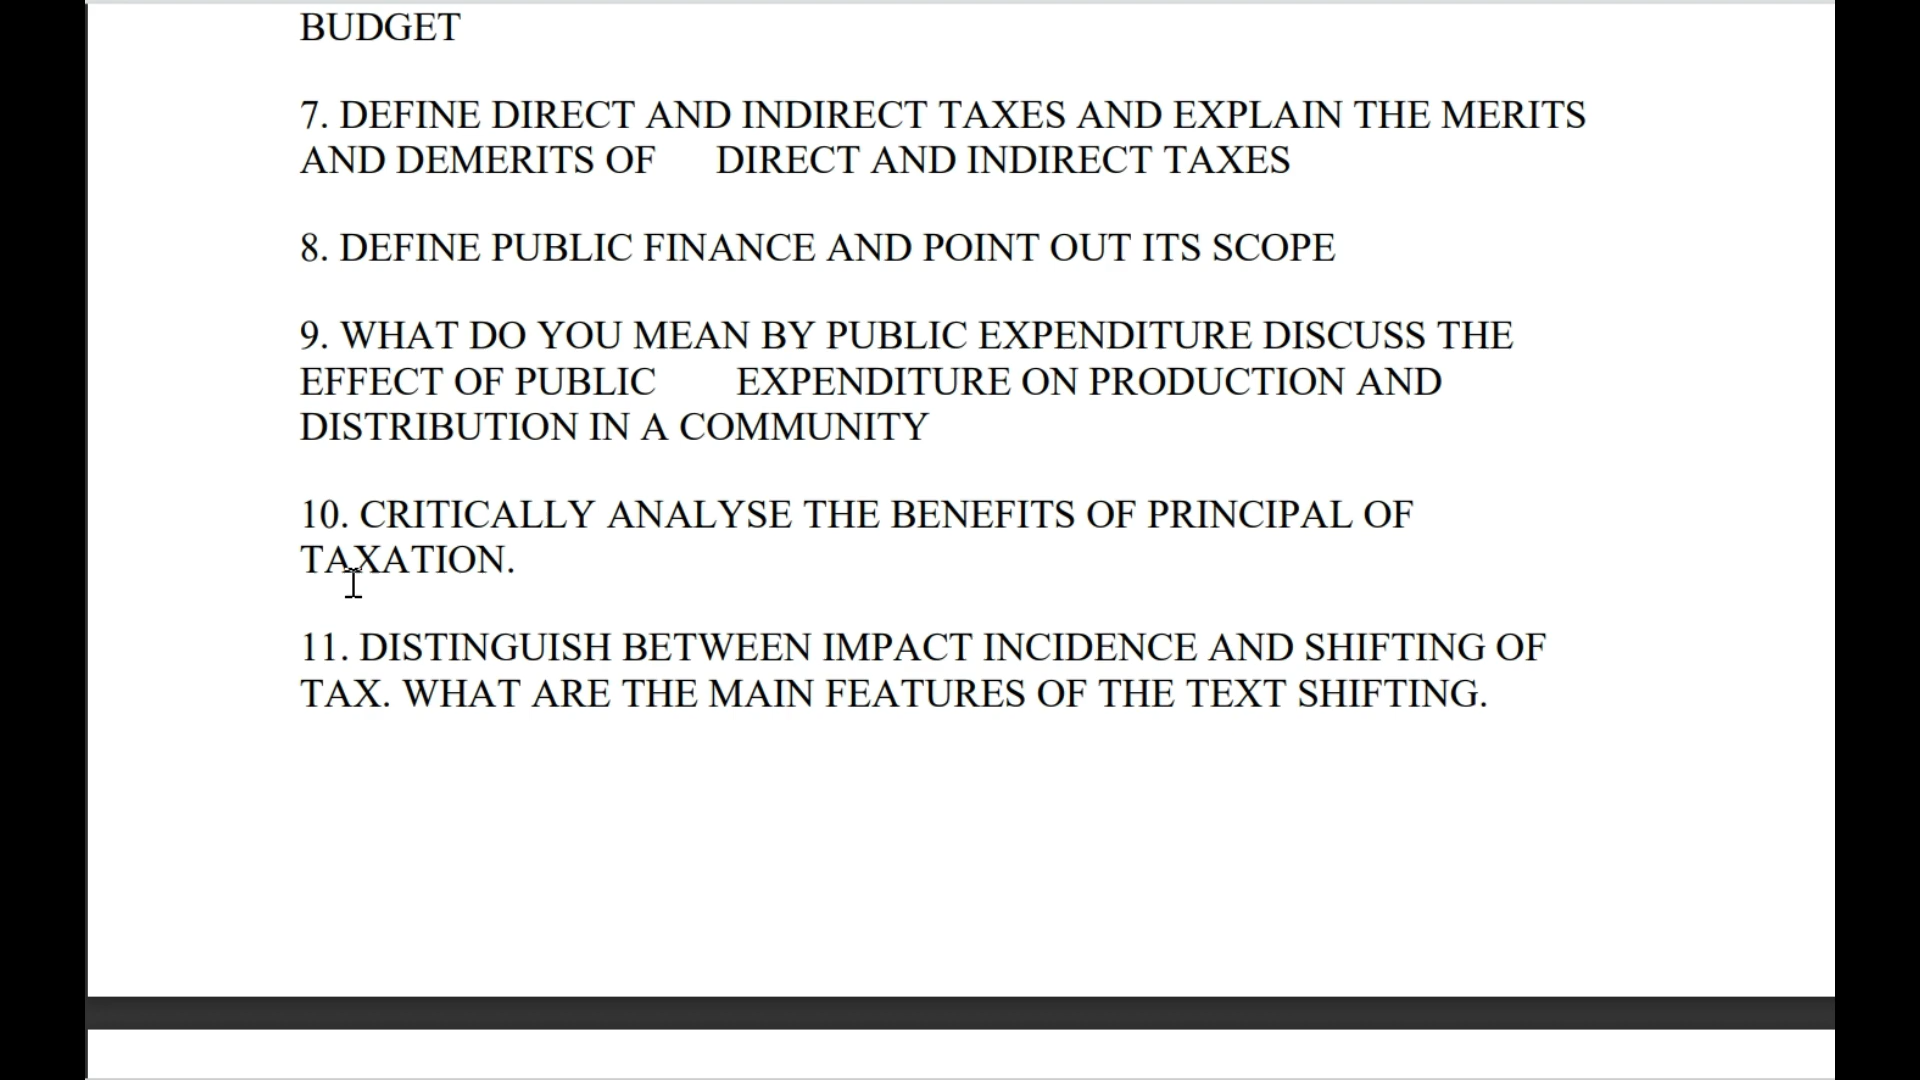 BUDGET
7. DEFINE DIRECT AND INDIRECT TAXES AND EXPLAIN THE MERITS
AND DEMERITS OF DIRECT AND INDIRECT TAXES
8. DEFINE PUBLIC FINANCE AND POINT OUT ITS SCOPE
9. WHAT DO YOU MEAN BY PUBLIC EXPENDITURE DISCUSS THE
EFFECT OF PUBLIC EXPENDITURE ON PRODUCTION AND
DISTRIBUTION IN A COMMUNITY
10. CRITICALLY ANALYSE THE BENEFITS OF PRINCIPAL OF
TAXATION.
11. DISTINGUISH BETWEEN IMPACT INCIDENCE AND SHIFTING OF
TAX. WHAT ARE THE MAIN FEATURES OF THE TEXT SHIFTING.